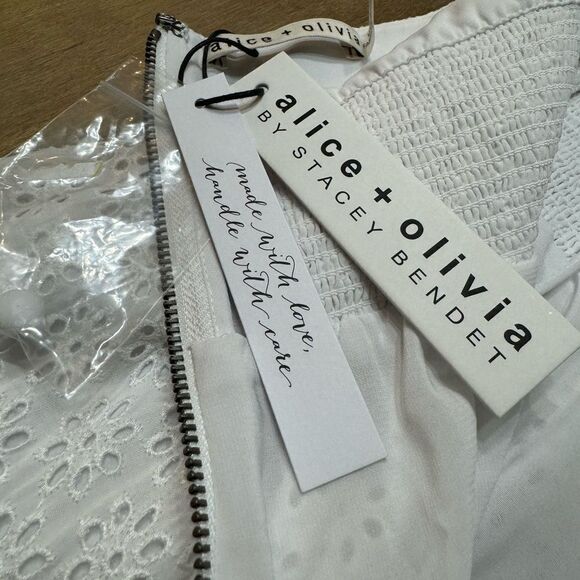 alice + olivia
alice + olivia
BY STACEY BENDET
made with love,
handle with care